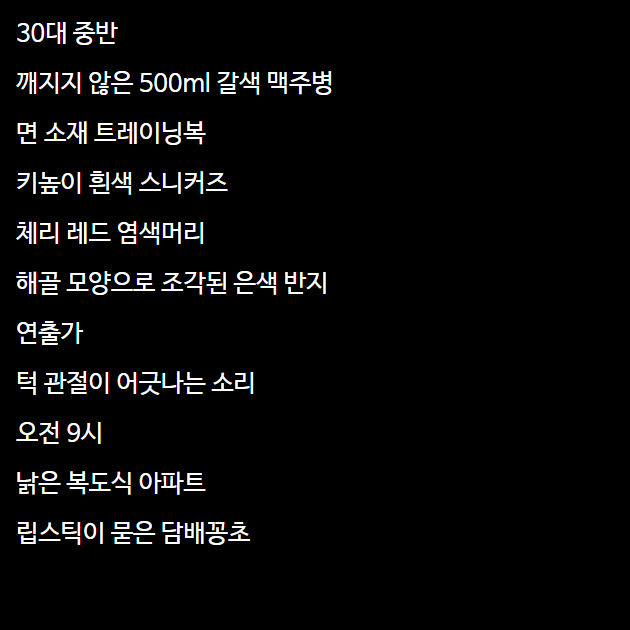 30대 중반
깨지지 않은 500ml 갈색 맥주병
면 소재 트레이닝복
키높이 흰색 스니커즈
체리 레드 염색머리
해골 모양으로 조각된 은색 반지
연출가
턱 관절이 어긋나는 소리
오전 9시
낡은 복도식 아파트
립스틱이 묻은 담배꽁초